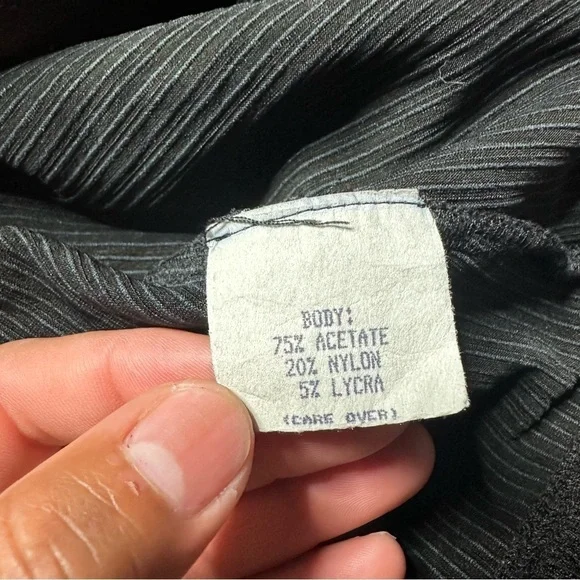 BODY:
75% ACETATE
20% NYLON
5% LYCRA
(CARE OVER)